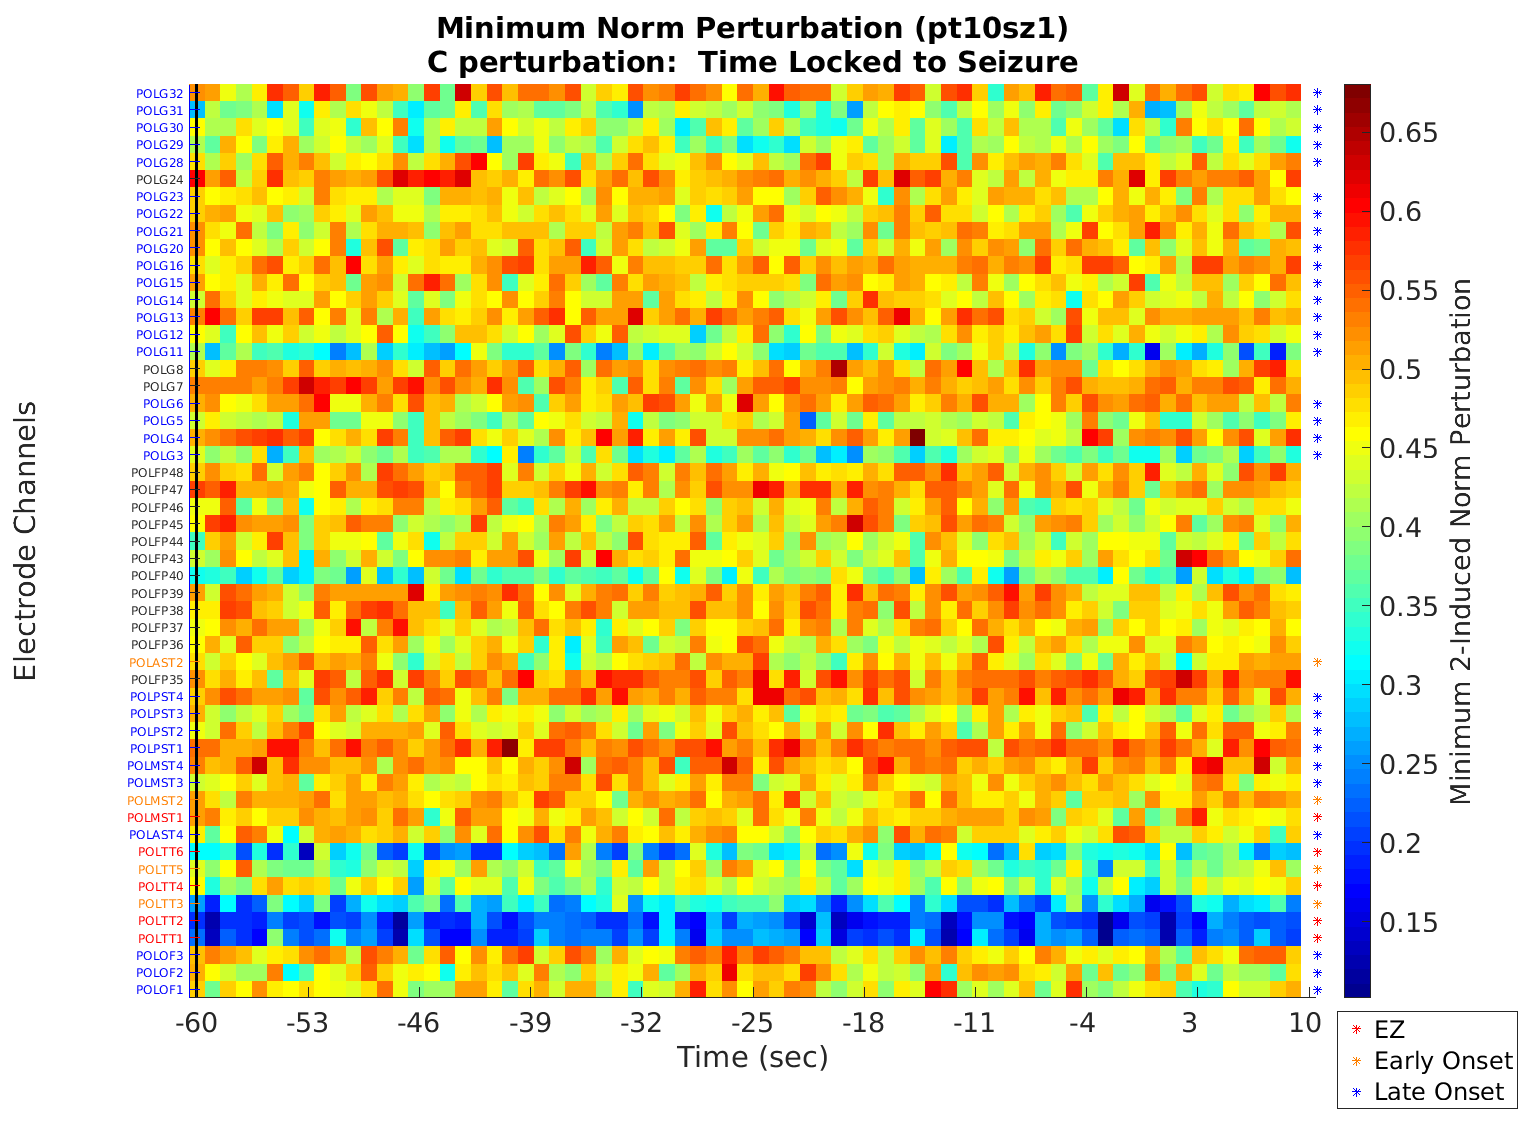 Minimum Norm Perturbation (pt10sz1)
C perturbation:  Time Locked to Seizure
Electrode Channels
POLG32
POLG31
POLG30
POLG29
POLG28
POLG24
POLG23
POLG22
POLG21
POLG20
POLG16
POLG15
POLG14
POLG13
POLG12
POLG11
POLG8
POLG7
POLG6
POLG5
POLG4
POLG3
POLFP48
POLFP47
POLFP46
POLFP45
POLFP44
POLFP43
POLFP40
POLFP39
POLFP38
POLFP37
POLFP36
POLAST2
POLFP35
POLPST4
POLPST3
POLPST2
POLPST1
POLMST4
POLMST3
POLMST2
POLMST1
POLAST4
POLTT6
POLTT5
POLTT4
POLTT3
POLTT2
POLTT1
POLOF3
POLOF2
POLOF1
-60 -53 -46 -39 -32 -25 -18 -11 -4 3 10
Time (sec)
0.65
0.6
0.55
0.5
0.45
0.4
0.35
0.3
0.25
0.2
0.15
Minimum 2-Induced Norm Perturbation
EZ
Early Onset
Late Onset